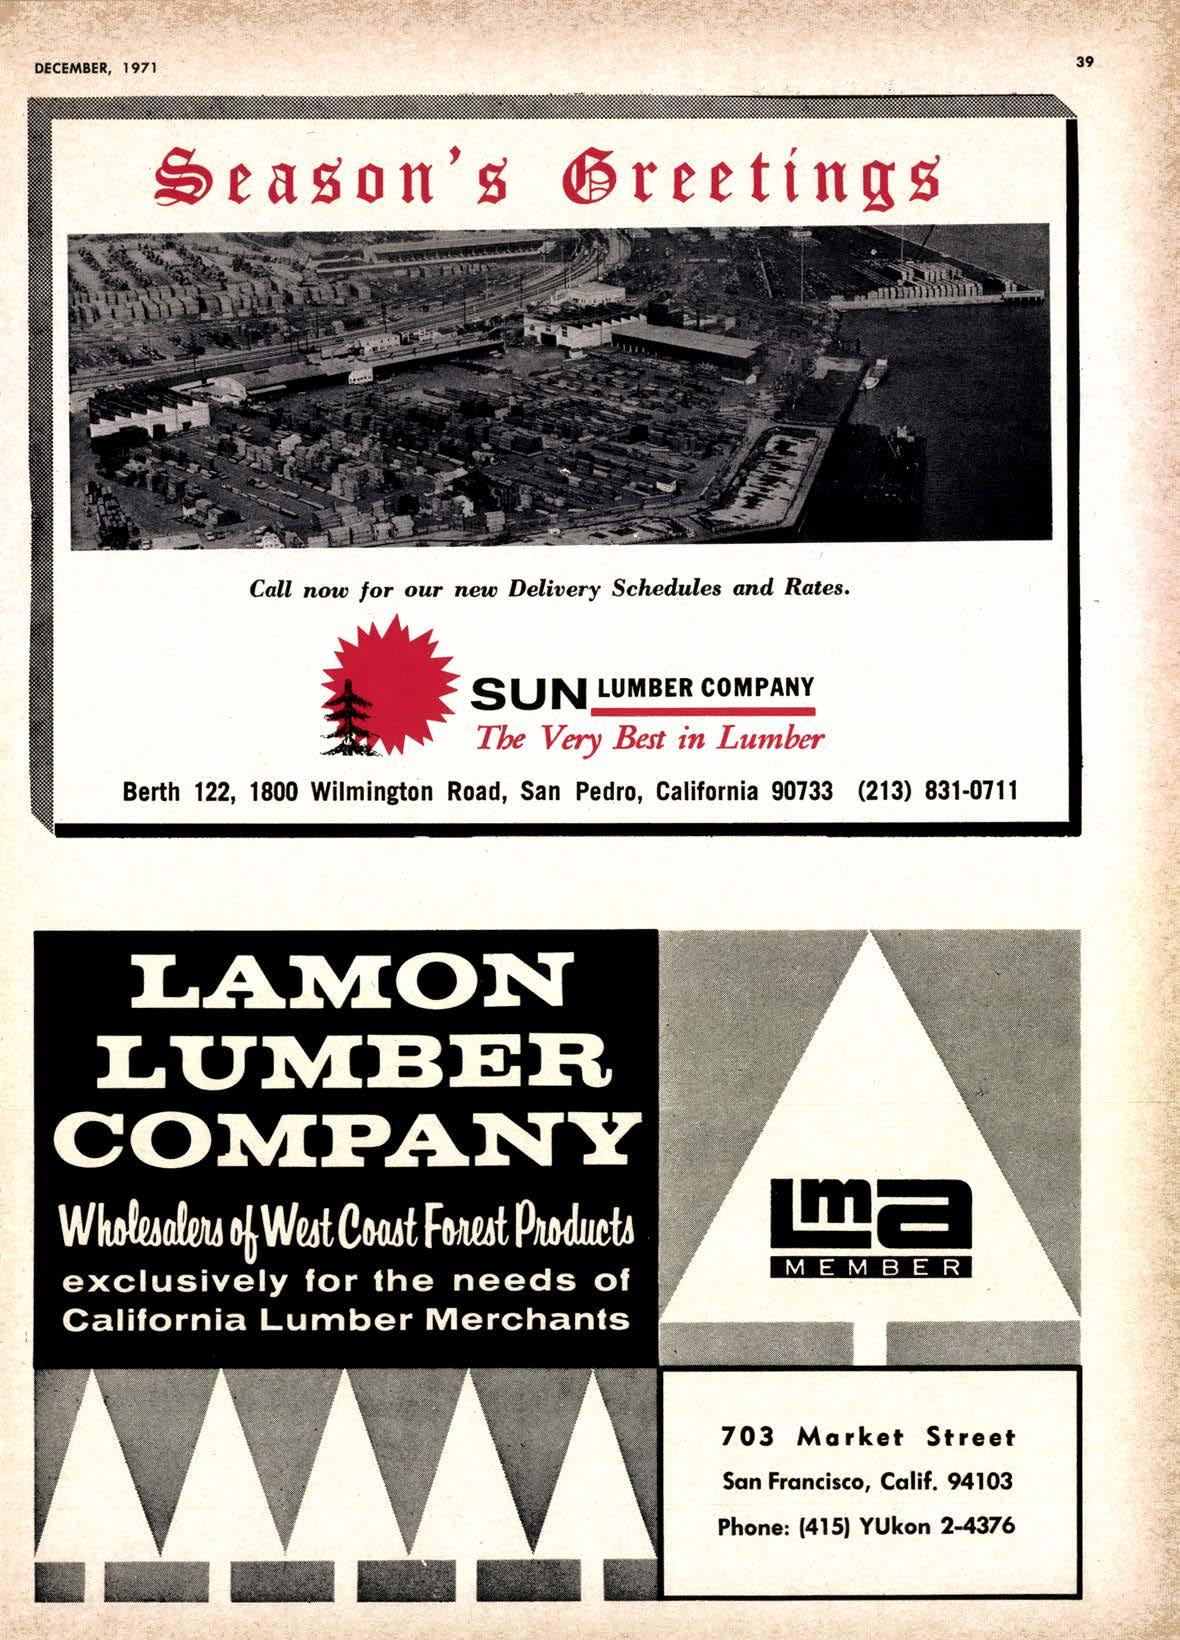 DECEMBER, 1971
39
Season's Greetings
Call now for our new Delivery Schedules and Rates.
SUN LUMBER COMPANY
The Very Best in Lumber
Berth 122, 1800 Wilmington Road, San Pedro, California 90733 (213) 831-0711
LAMON
LUMBER
COMPANY
Wholesalers of West Coast Forest Products
exclusively for the needs of
California Lumber Merchants
lma
MEMBER
703 Market Street
San Francisco, Calif. 94103
Phone: (415) YUkon 2-4376